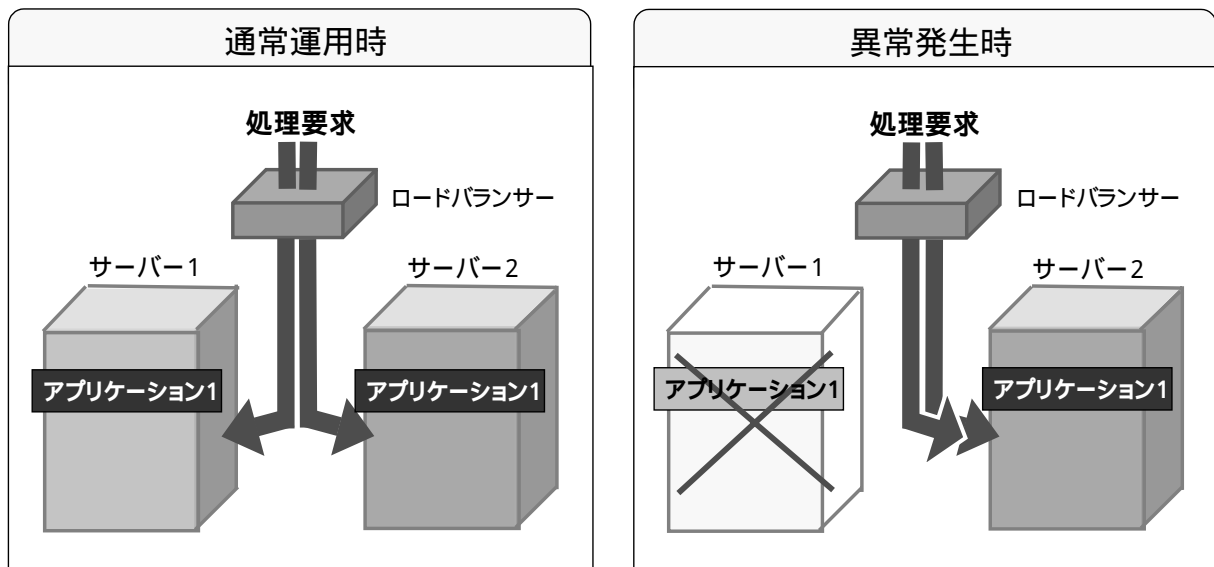 通常運用時
処理要求
ロードバランサー
サーバー1
サーバー2
アプリケーション1
アプリケーション1
異常発生時
処理要求
ロードバランサー
サーバー1
サーバー2
アプリケーション1
アプリケーション1